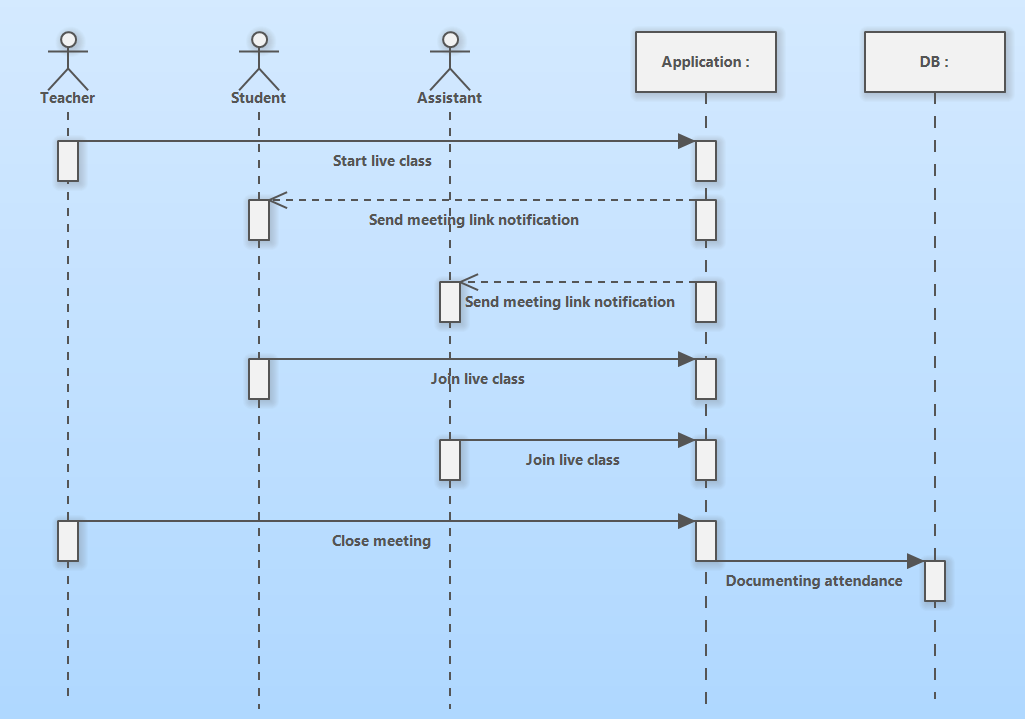 Teacher
Student
Assistant
Application :
DB :
Start live class
Send meeting link notification
Send meeting link notification
Join live class
Join live class
Close meeting
Documenting attendance